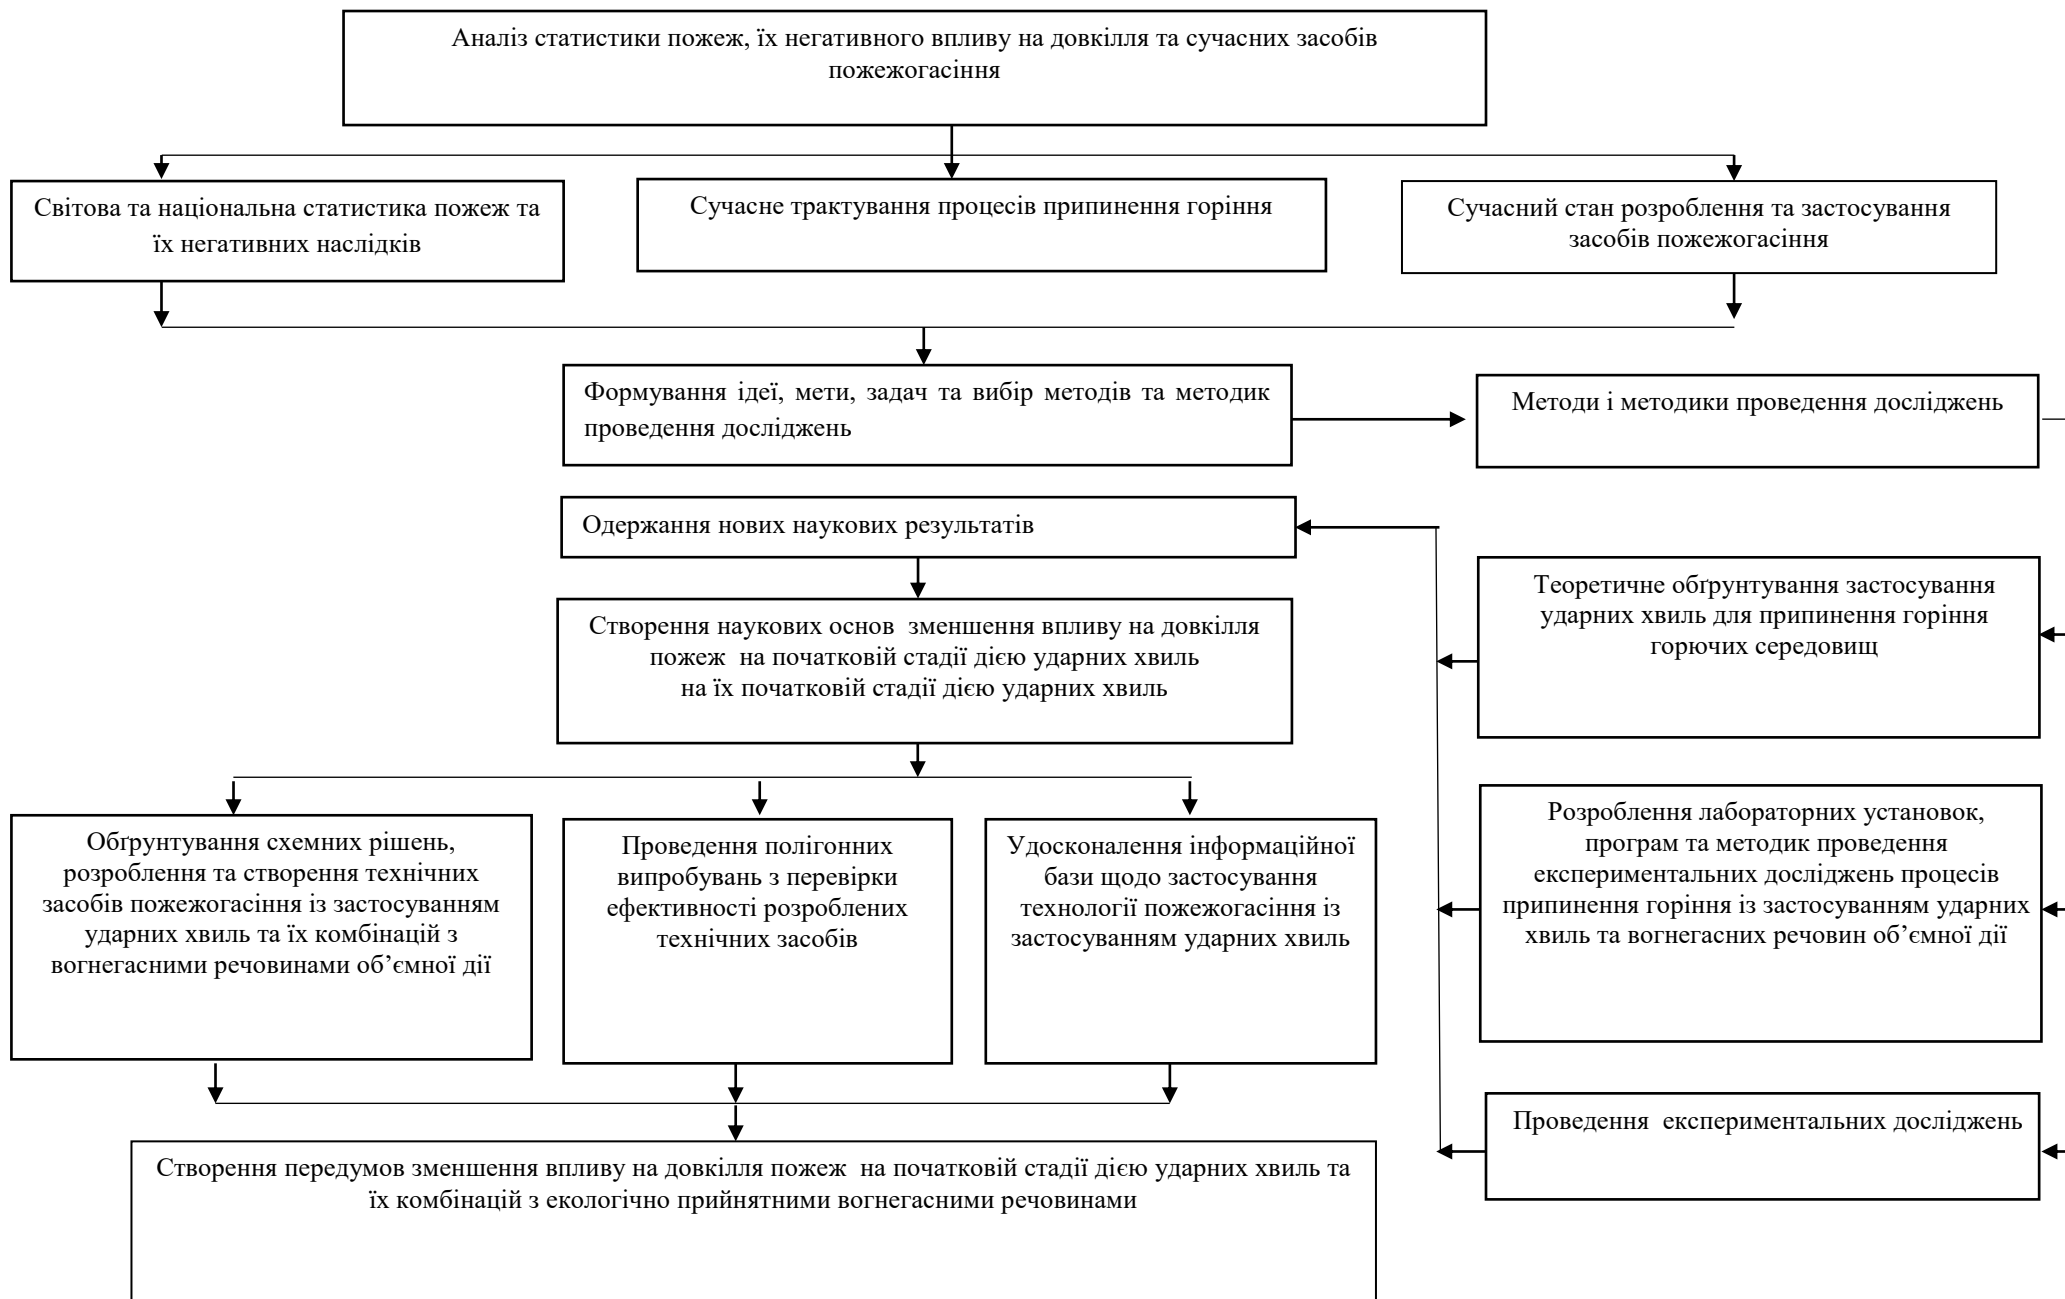 Аналіз статистики пожеж, їх негативного впливу на довкілля та сучасних засобів
пожежогасіння
Світова та національна статистика пожеж та
їх негативних наслідків
Сучасне трактування процесів припинення горіння
Сучасний стан розроблення та застосування
засобів пожежогасіння
Формування ідеї, мети, задач та вибір методів та методик
проведення досліджень
Методи і методики проведення досліджень
Одержання нових наукових результатів
Теоретичне обґрунтування застосування
ударних хвиль для припинення горіння
горючих середовищ
Створення наукових основ зменшення впливу на довкілля
пожеж на початковій стадії дією ударних хвиль
на їх початковій стадії дією ударних хвиль
Розроблення лабораторних установок,
програм та методик проведення
експериментальних досліджень процесів
припинення горіння із застосуванням ударних
хвиль та вогнегасних речовин об’ємної дії
Обґрунтування схемних рішень,
розроблення та створення технічних
засобів пожежогасіння із застосуванням
ударних хвиль та їх комбінацій з
вогнегасними речовинами об’ємної дії
Проведення полігонних
випробувань з перевірки
ефективності розроблених
технічних засобів
Удосконалення інформаційної
бази щодо застосування
технології пожежогасіння із
застосуванням ударних хвиль
Проведення експериментальних досліджень
Створення передумов зменшення впливу на довкілля пожеж на початковій стадії дією ударних хвиль та
їх комбінацій з екологічно прийнятними вогнегасними речовинами